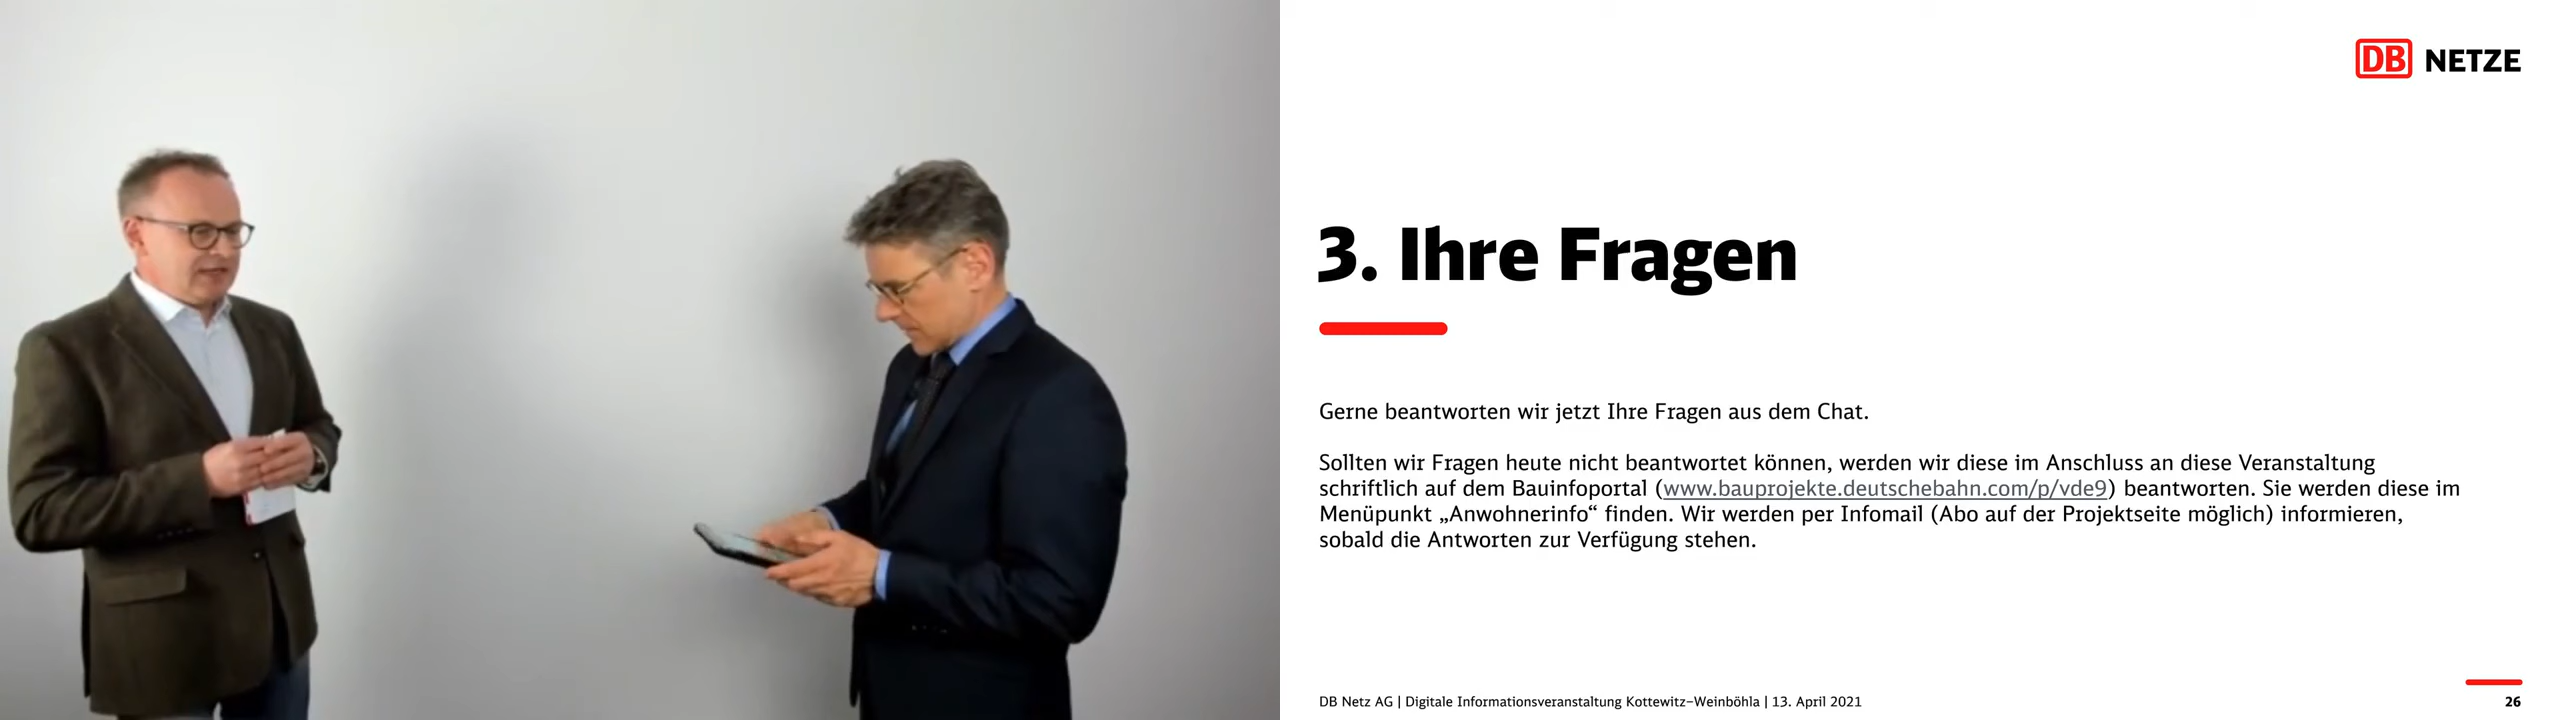 DB NETZE
3. Ihre Fragen
Gerne beantworten wir jetzt Ihre Fragen aus dem Chat.
Sollten wir Fragen heute nicht beantwortet können, werden wir diese im Anschluss an diese Veranstaltung
schriftlich auf dem Bauinfoportal (www.bauprojekte.deutschebahn.com/p/vde9) beantworten. Sie werden diese im
Menüpunkt „Anwohnerinfo“ finden. Wir werden per Infomail (Abo auf der Projektseite möglich) informieren,
sobald die Antworten zur Verfügung stehen.
DB Netz AG | Digitale Informationsveranstaltung Kottewitz–Weinböhla | 13. April 2021
26